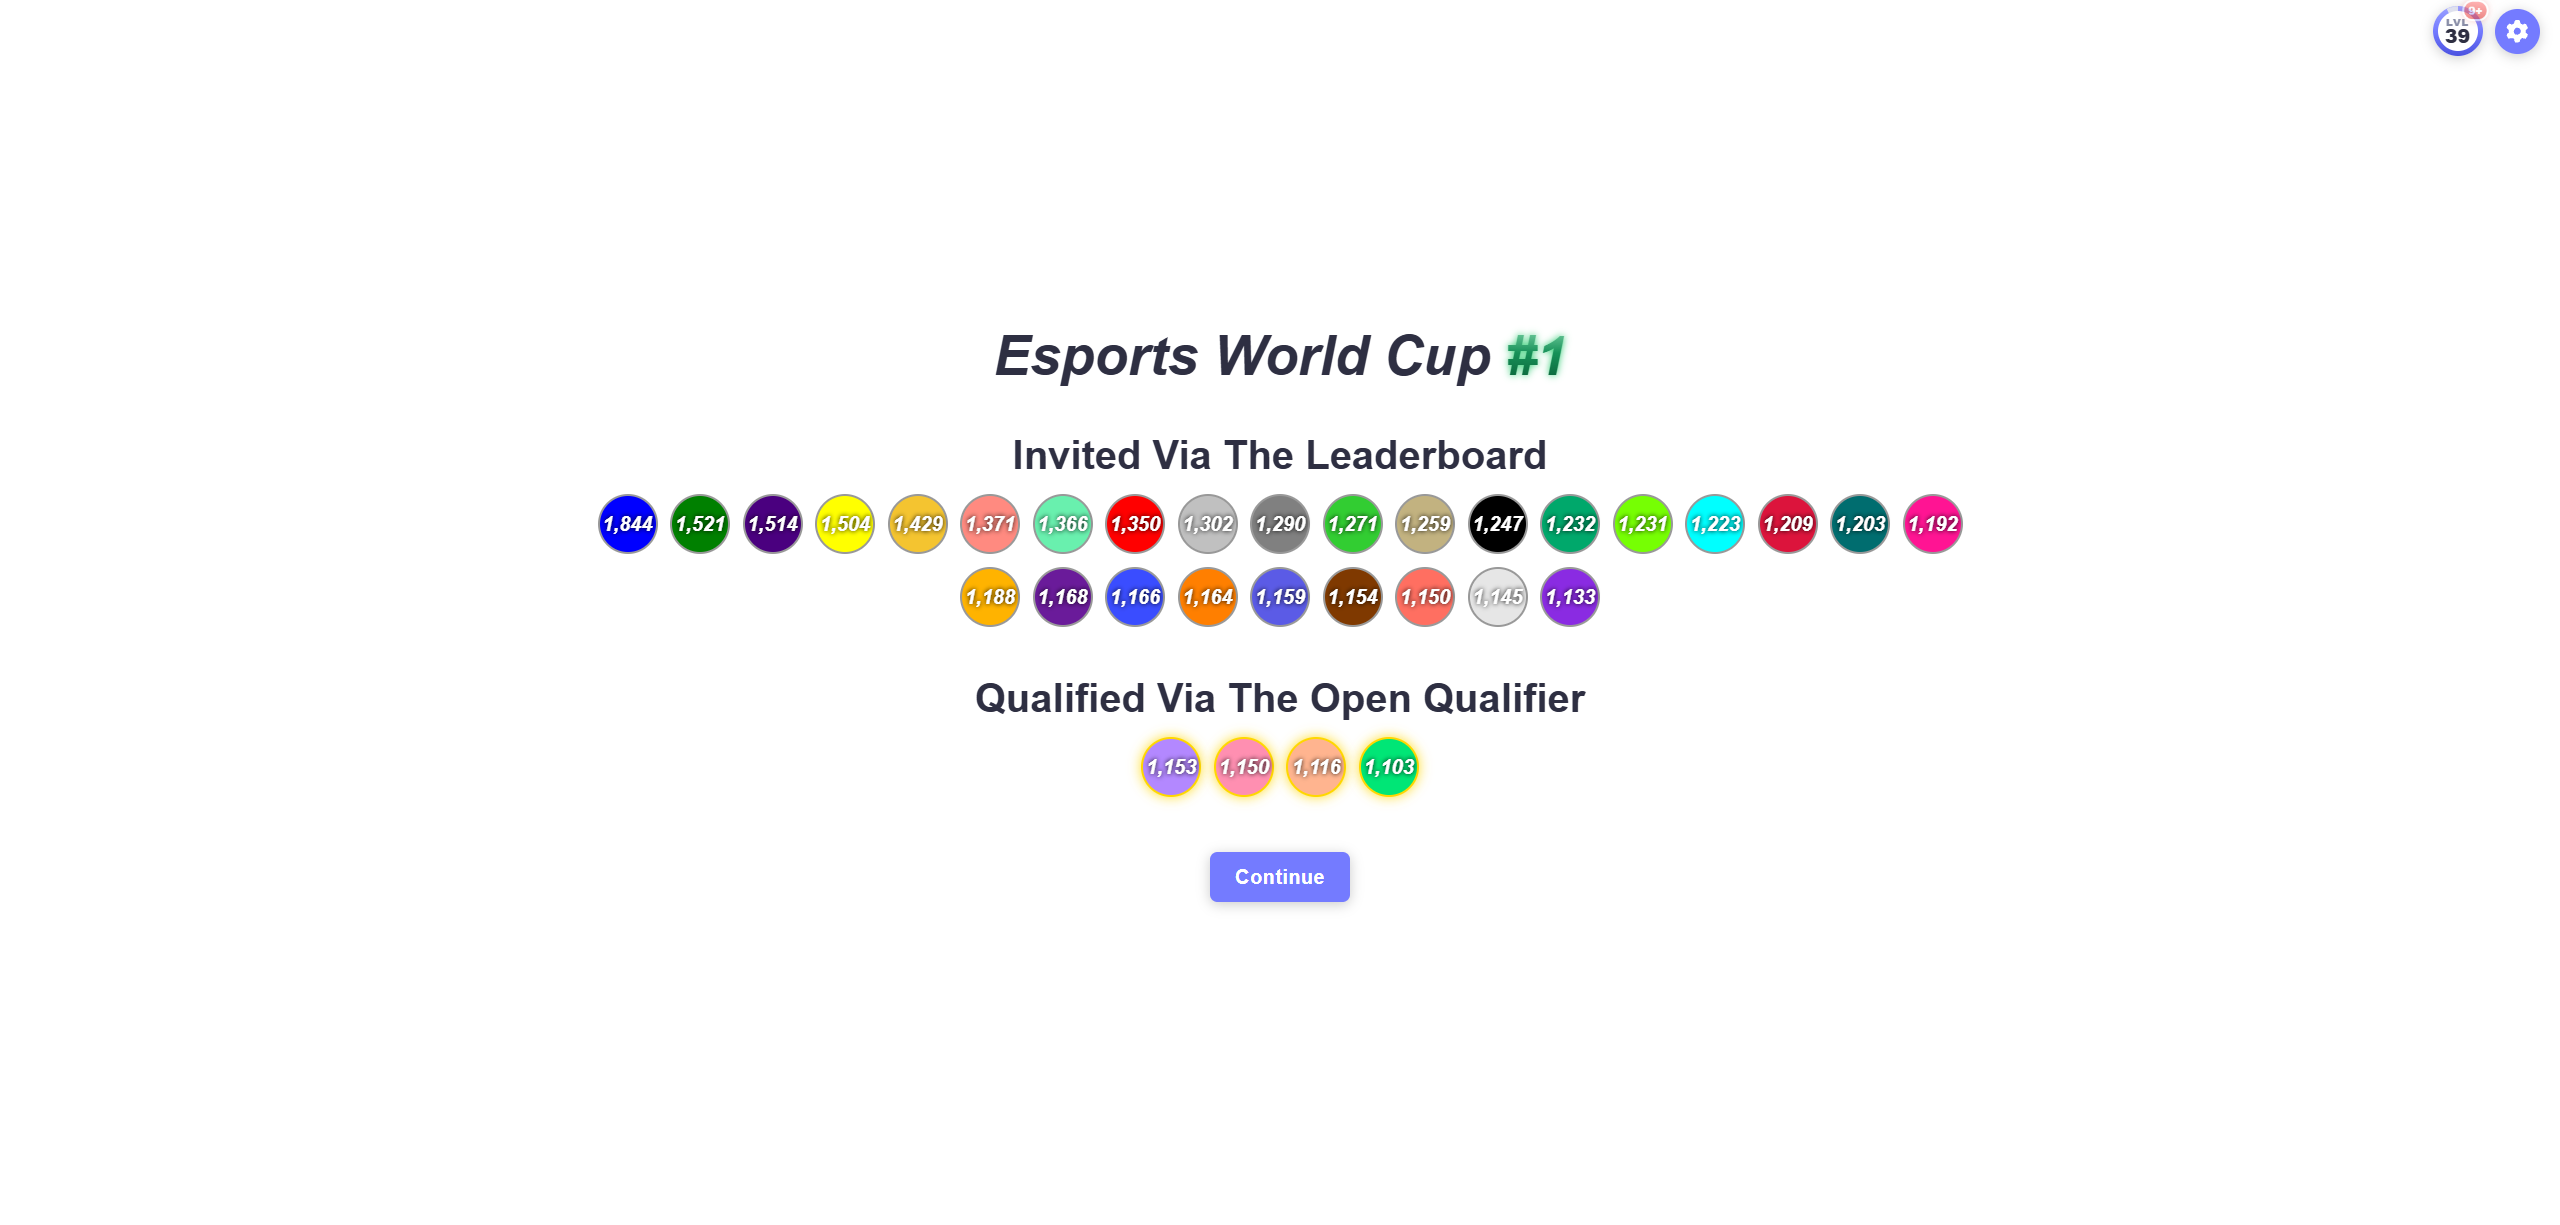 9+
LVL
39
Esports World Cup #1
Invited Via The Leaderboard
1,844 1,521 1,514 1,504 1,429 1,371 1,366 1,350 1,302 1,290 1,271 1,259 1,247 1,232 1,231 1,223 1,209 1,203 1,192
1,188 1,168 1,166 1,164 1,159 1,154 1,150 1,145 1,133
Qualified Via The Open Qualifier
1,153 1,150 1,116 1,103
Continue